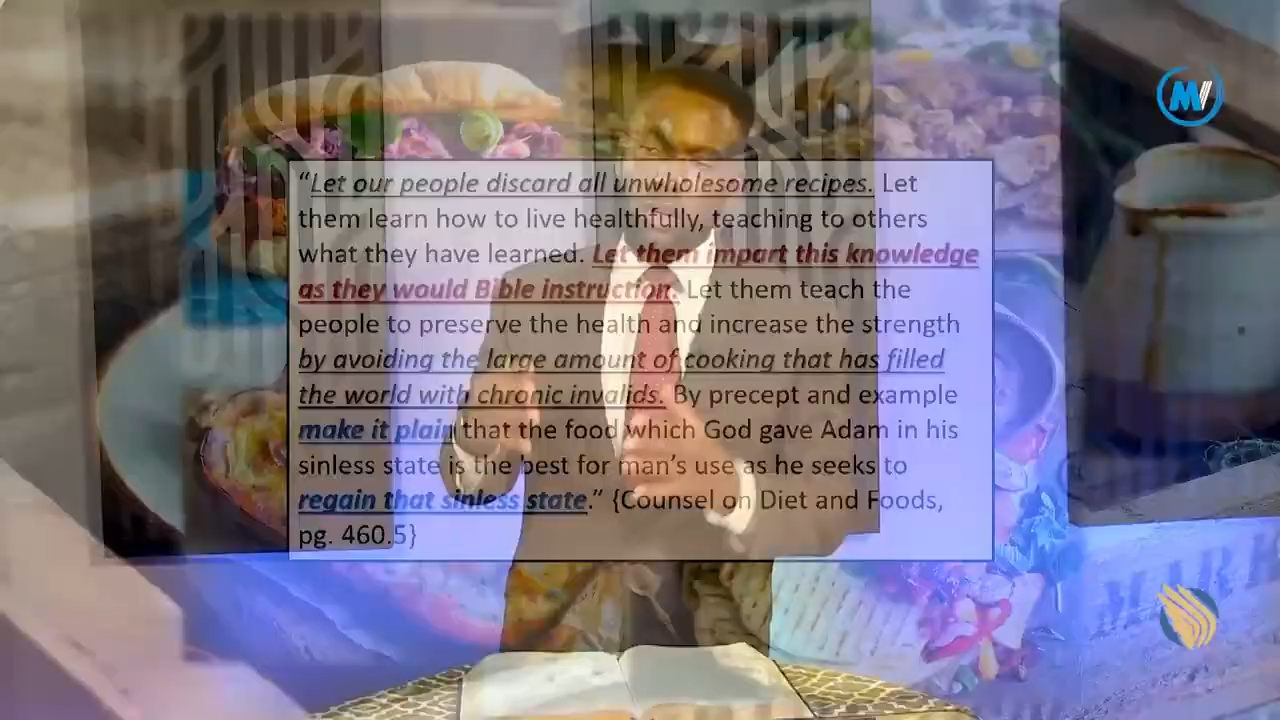 “Let our people discard all unwholesome recipes. Let
them learn how to live healthfully, teaching to others
what they have learned. Let them impart this knowledge
as they would Bible instruction. Let them teach the
people to preserve the health and increase the strength
by avoiding the large amount of cooking that has filled
the world with chronic invalids. By precept and example
make it plain that the food which God gave Adam in his
sinless state is the best for man’s use as he seeks to
regain that sinless state.” {Counsel on Diet and Foods,
pg. 460.5}